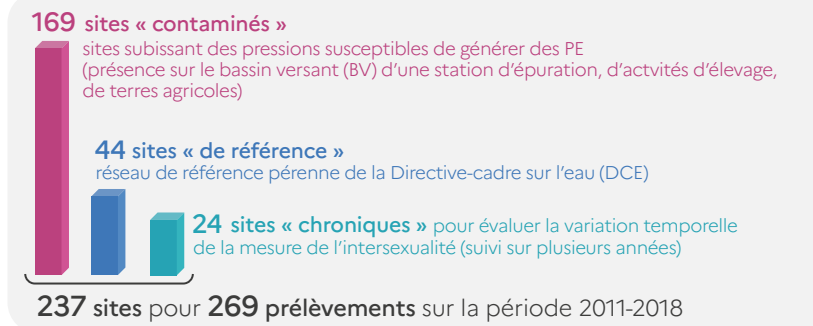 169 sites « contaminés »
sites subissant des pressions susceptibles de générer des PE
(présence sur le bassin versant (BV) d'une station d'épuration, d'actvités d'élevage,
de terres agricoles)
44 sites « de référence »
réseau de référence pérenne de la Directive-cadre sur l'eau (DCE)
24 sites « chroniques » pour évaluer la variation temporelle
de la mesure de l'intersexualité (suivi sur plusieurs années)
237 sites pour 269 prélèvements sur la période 2011-2018